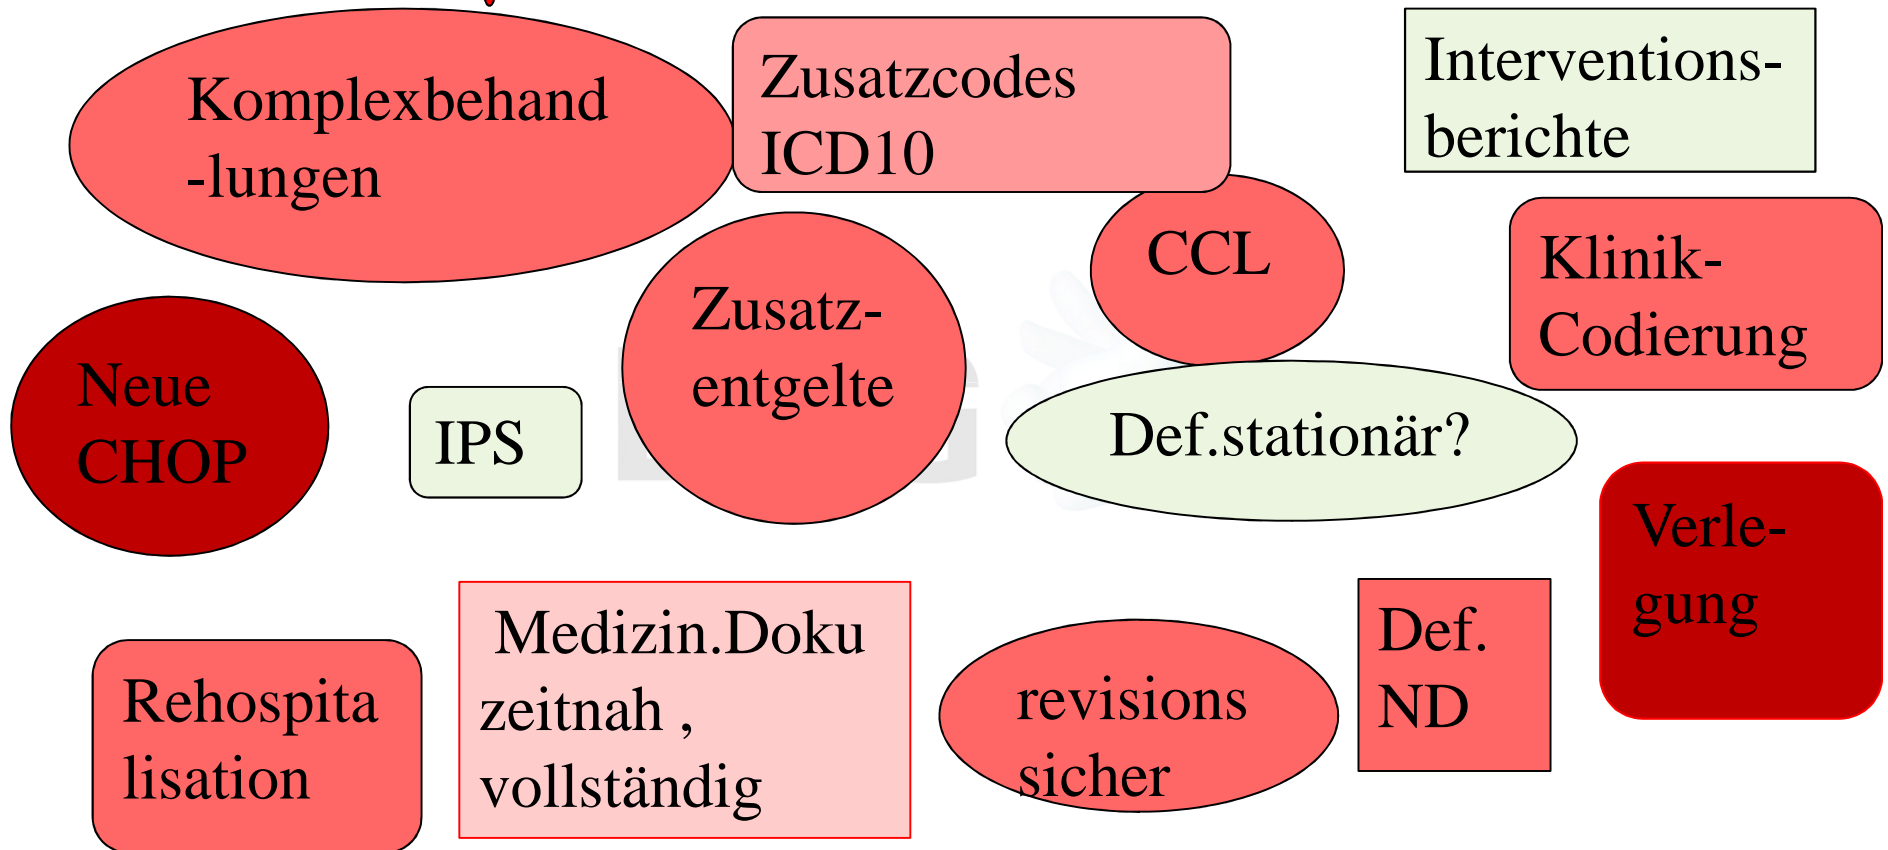 Komplexbehand
-lungen
Zusatzcodes
ICD10
Interventions-
berichte
CCL
Klinik-
Codierung
Zusatz-
entgelte
Neue
CHOP
IPS
Def.stationär?
Verle-
gung
Medizin.Doku
zeitnah ,
vollständig
Def.
ND
Rehospita
lisation
revisions
sicher